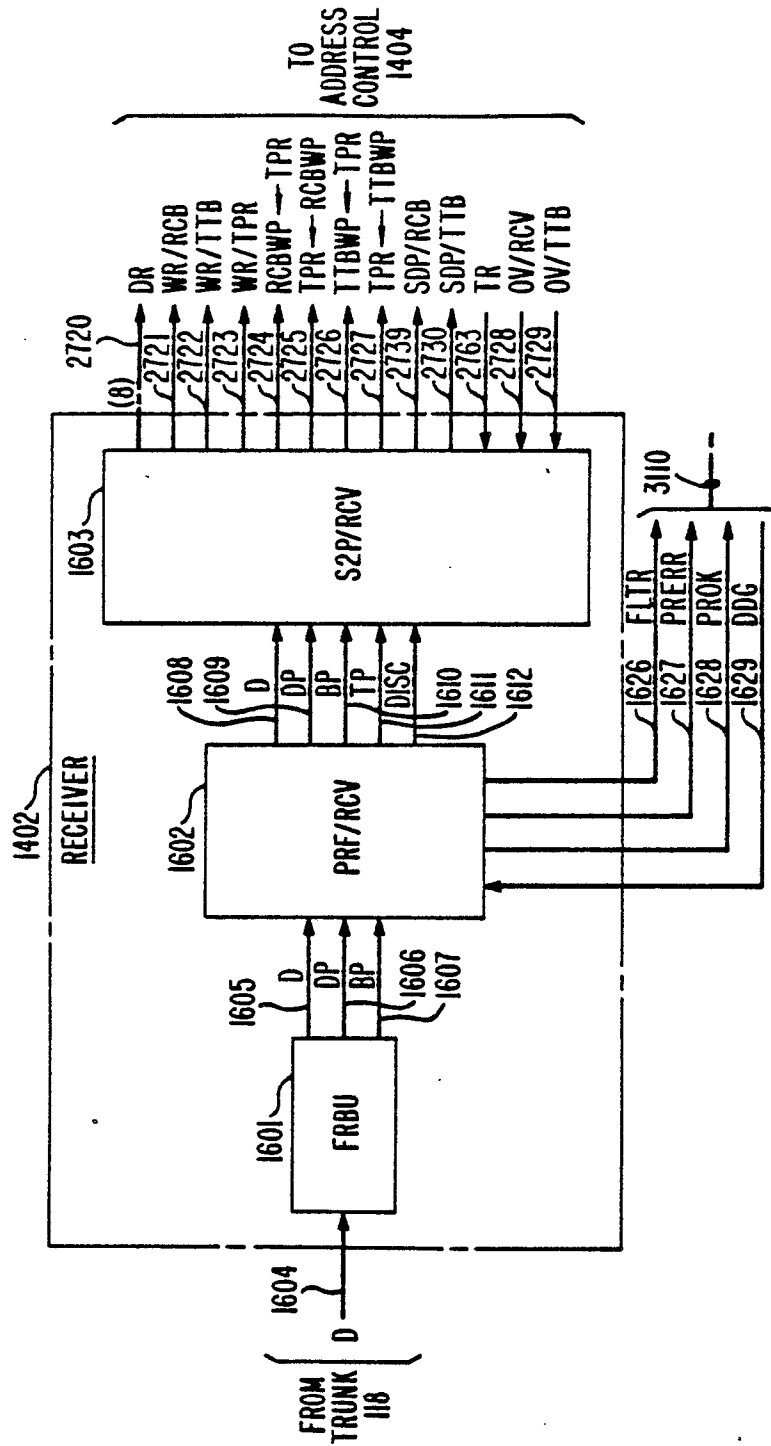 1402
RECEIVER
FROM
TRUNK
118
D
1604
1601
FRBU
1605
D
DP
BP
1606
1607
1602
PRF/RCV
1608
1609
D
DP
BP
TP
DISC
1610
1611
1612
1603
S2P/RCV
(8)
2720
DR
2721
WR/RCB
2722
WR/TTB
2723
WR/TPR
2724
RCBWP→TPR
2725
TPR→RCBWP
2726
TTBWP→TPR
2727
TPR→TTBWP
2739
SDP/RCB
2730
SDP/TTB
2763
TR
2728
OV/RCV
2729
OV/TTB
TO
ADDRESS
CONTROL
1404
1626
FLTR
1627
PRERR
1628
PROK
1629
DDG
3110